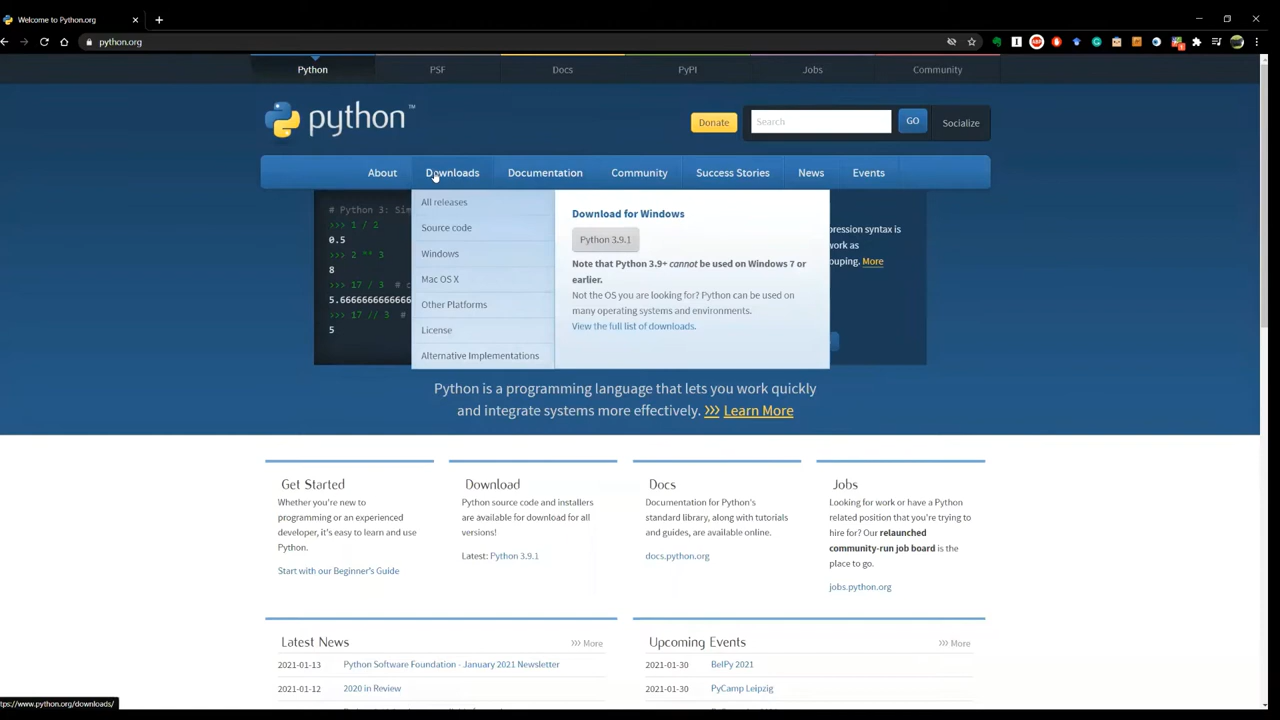 Welcome to Python.org
python.org
Python PSF Docs PyPI Jobs Community
python™
Donate Search GO Socialize
About Downloads Documentation Community Success Stories News Events
# Python 3: Si
>>> 1 / 2
0.5
>>> 2 ** 3
8
>>> 17 / 3 #
5.6666666666666
>>> 17 // 3 #
5
All releases
Source code
Windows
Mac OS X
Other Platforms
License
Alternative Implementations
Download for Windows
Python 3.9.1
Note that Python 3.9+ cannot be used on Windows 7 or
earlier.
Not the OS you are looking for? Python can be used on
many operating systems and environments.
View the full list of downloads.
pression syntax is
work as
ouping. More
Python is a programming language that lets you work quickly
and integrate systems more effectively. >>> Learn More
Get Started
Whether you're new to
programming or an experienced
developer, it's easy to learn and use
Python.
Start with our Beginner's Guide
Download
Python source code and installers
are available for download for all
versions!
Latest: Python 3.9.1
Docs
Documentation for Python's
standard library, along with tutorials
and guides, are available online.
docs.python.org
Jobs
Looking for work or have a Python
related position that you're trying to
hire for? Our relaunched
community-run job board is the
place to go.
jobs.python.org
Latest News
>>> More
2021-01-13 Python Software Foundation - January 2021 Newsletter
2021-01-12 2020 in Review
Upcoming Events
>>> More
2021-01-30 BelPy 2021
2021-01-30 PyCamp Leipzig
tps://www.python.org/downloads/